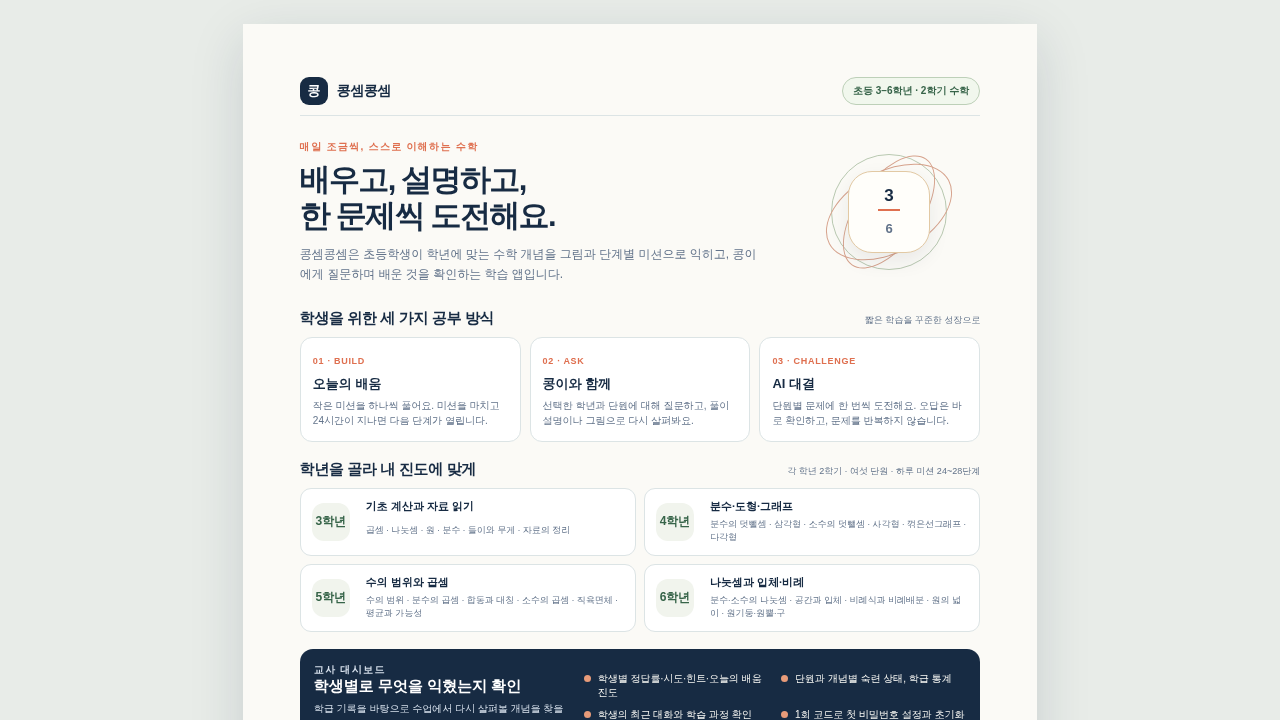 콩 콩셈콩셈
초등 3–6학년 · 2학기 수학
매일 조금씩, 스스로 이해하는 수학
배우고, 설명하고,
한 문제씩 도전해요.
콩셈콩셈은 초등학생이 학년에 맞는 수학 개념을 그림과 단계별 미션으로 익히고, 콩이
에게 질문하며 배운 것을 확인하는 학습 앱입니다.
3
6
학생을 위한 세 가지 공부 방식
짧은 학습을 꾸준한 성장으로
01 · BUILD
오늘의 배움
작은 미션을 하나씩 풀어요. 미션을 마치고
24시간이 지나면 다음 단계가 열립니다.
02 · ASK
콩이와 함께
선택한 학년과 단원에 대해 질문하고, 풀이
설명이나 그림으로 다시 살펴봐요.
03 · CHALLENGE
AI 대결
단원별 문제에 한 번씩 도전해요. 오답은 바
로 확인하고, 문제를 반복하지 않습니다.
학년을 골라 내 진도에 맞게
각 학년 2학기 · 여섯 단원 · 하루 미션 24~28단계
3학년
기초 계산과 자료 읽기
곱셈 · 나눗셈 · 원 · 분수 · 들이와 무게 · 자료의 정리
4학년
분수·도형·그래프
분수의 덧뺄셈 · 삼각형 · 소수의 덧뺄셈 · 사각형 · 꺾은선그래프 ·
다각형
5학년
수의 범위와 곱셈
수의 범위 · 분수의 곱셈 · 합동과 대칭 · 소수의 곱셈 · 직육면체 ·
평균과 가능성
6학년
나눗셈과 입체·비례
분수·소수의 나눗셈 · 공간과 입체 · 비례식과 비례배분 · 원의 넓
이 · 원기둥·원뿔·구
교사 대시보드
학생별로 무엇을 익혔는지 확인
학급 기록을 바탕으로 수업에서 다시 살펴볼 개념을 찾을
학생별 정답률·시도·힌트·오늘의 배움
진도
단원과 개념별 숙련 상태, 학급 통계
학생의 최근 대화와 학습 과정 확인
1회 코드로 첫 비밀번호 설정과 초기화